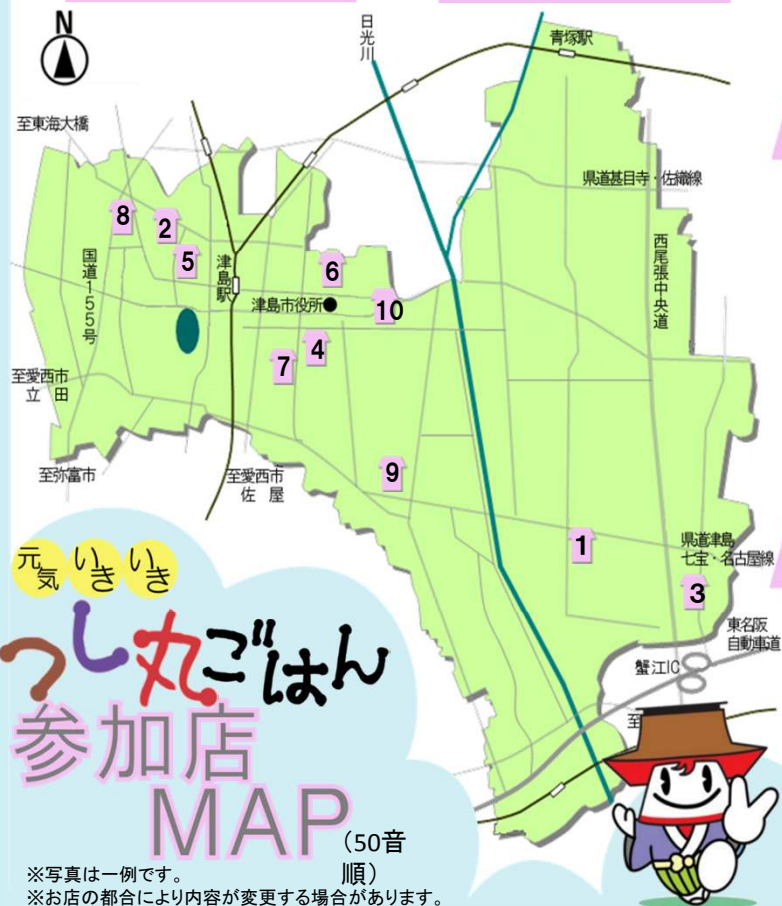 N
日光川
青塚駅
至東海大橋
県道甚目寺・佐織線
8
2
5
国道155号
津島駅
6
西尾張中央道
津島市役所
10
4
7
至愛西市
立田
9
至弥富市
至愛西市
佐屋
1
県道津島
七宝・名古屋線
3
東名阪
自動車道
蟹江IC
至
元気いきいき
つし丸ごはん
参加店
MAP
(50音
順)
※写真は一例です。
※お店の都合により内容が変更する場合があります。